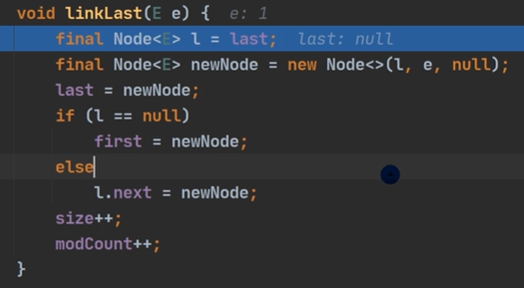 void linkLast(E e) {  e: 1
    final Node<E> l = last;  last: null
    final Node<E> newNode = new Node<>(l, e, null);
    last = newNode;
    if (l == null)
        first = newNode;
    else
        l.next = newNode;
    size++;
    modCount++;
}